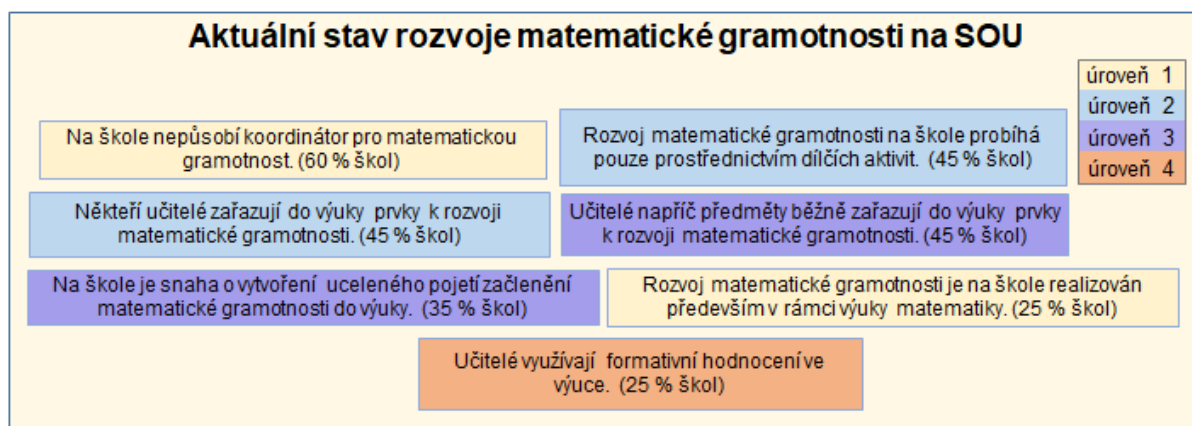 Aktuální stav rozvoje matematické gramotnosti na SOU
úroveň 1
úroveň 2
úroveň 3
úroveň 4
Na škole nepůsobí koordinátor pro matematickou
gramotnost. (60 % škol)
Rozvoj matematické gramotnosti na škole probíhá
pouze prostřednictvím dílčích aktivit. (45 % škol)
Někteří učitelé zařazují do výuky prvky k rozvoji
matematické gramotnosti. (45 % škol)
Učitelé napříč předměty běžně zařazují do výuky prvky
k rozvoji matematické gramotnosti. (45 % škol)
Na škole je snaha o vytvoření uceleného pojetí začlenění
matematické gramotnosti do výuky. (35 % škol)
Rozvoj matematické gramotnosti je na škole realizován
především v rámci výuky matematiky. (25 % škol)
Učitelé využívají formativní hodnocení ve
výuce. (25 % škol)